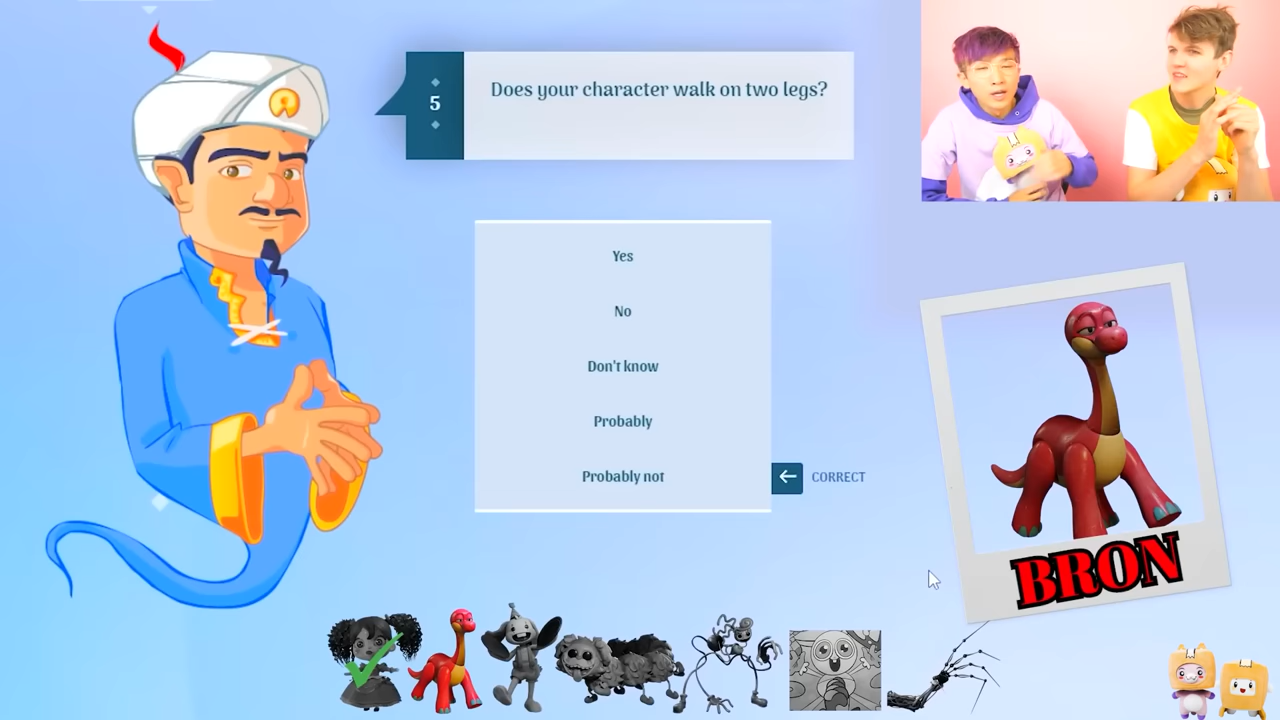 5
Does your character walk on two legs?
Yes
No
Don't know
Probably
Probably not
CORRECT
BRON